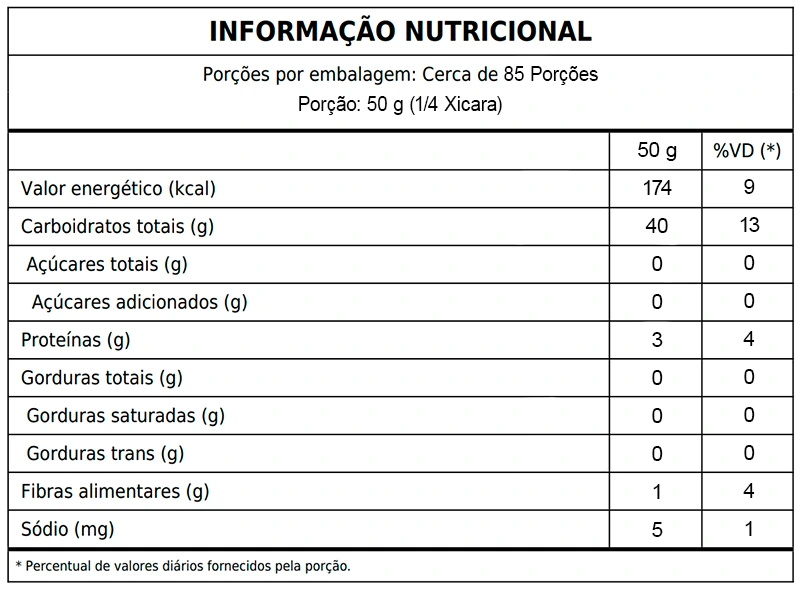 INFORMAÇÃO NUTRICIONAL
Porções por embalagem: Cerca de 85 Porções
Porção: 50 g (1/4 Xicara)
50 g %VD (*)
Valor energético (kcal) 174 9
Carboidratos totais (g) 40 13
Açúcares totais (g) 0 0
Açúcares adicionados (g) 0 0
Proteínas (g) 3 4
Gorduras totais (g) 0 0
Gorduras saturadas (g) 0 0
Gorduras trans (g) 0 0
Fibras alimentares (g) 1 4
Sódio (mg) 5 1
* Percentual de valores diários fornecidos pela porção.